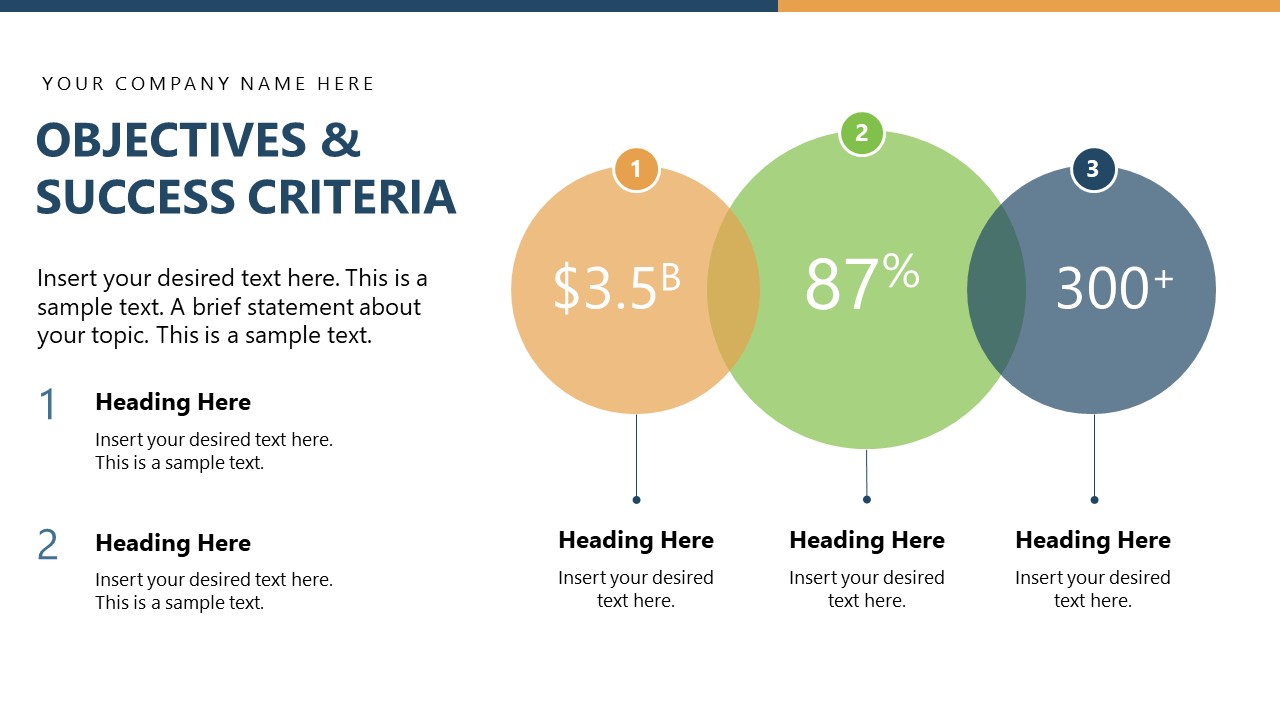 YOUR COMPANY NAME HERE
OBJECTIVES &
SUCCESS CRITERIA
Insert your desired text here. This is a
sample text. A brief statement about
your topic. This is a sample text.
1
Heading Here
Insert your desired text here.
This is a sample text.
2
Heading Here
Insert your desired text here.
This is a sample text.
1
$3.5B
Heading Here
Insert your desired
text here.
2
87%
Heading Here
Insert your desired
text here.
3
300+
Heading Here
Insert your desired
text here.